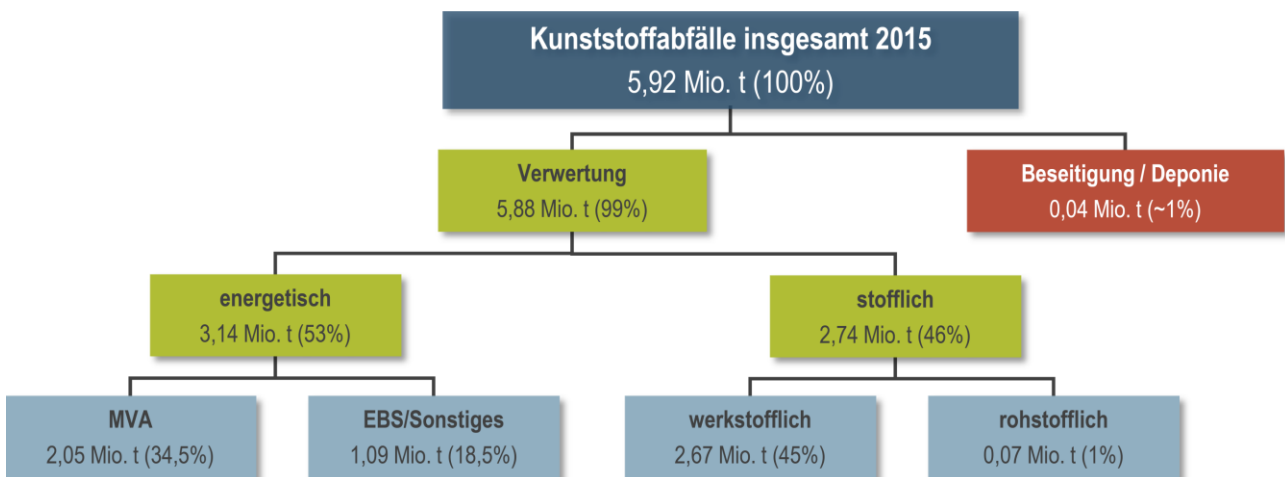 Kunststoffabfälle insgesamt 2015
5,92 Mio. t (100%)
Verwertung
5,88 Mio. t (99%)
Beseitigung / Deponie
0,04 Mio. t (~1%)
energetisch
3,14 Mio. t (53%)
stofflich
2,74 Mio. t (46%)
MVA
2,05 Mio. t (34,5%)
EBS/Sonstiges
1,09 Mio. t (18,5%)
werkstofflich
2,67 Mio. t (45%)
rohstofflich
0,07 Mio. t (1%)